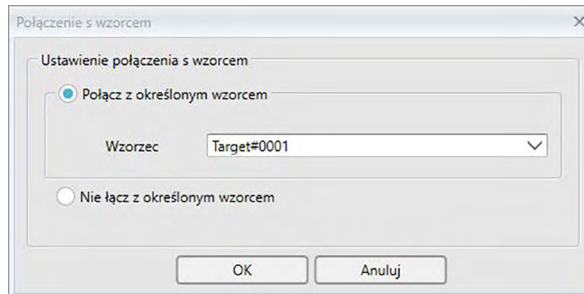 Połączenie s wzorcem
Ustawienie połączenia s wzorcem
Połącz z określonym wzorcem
Wzorzec Target#0001
Nie łącz z określonym wzorcem
OK Anuluj